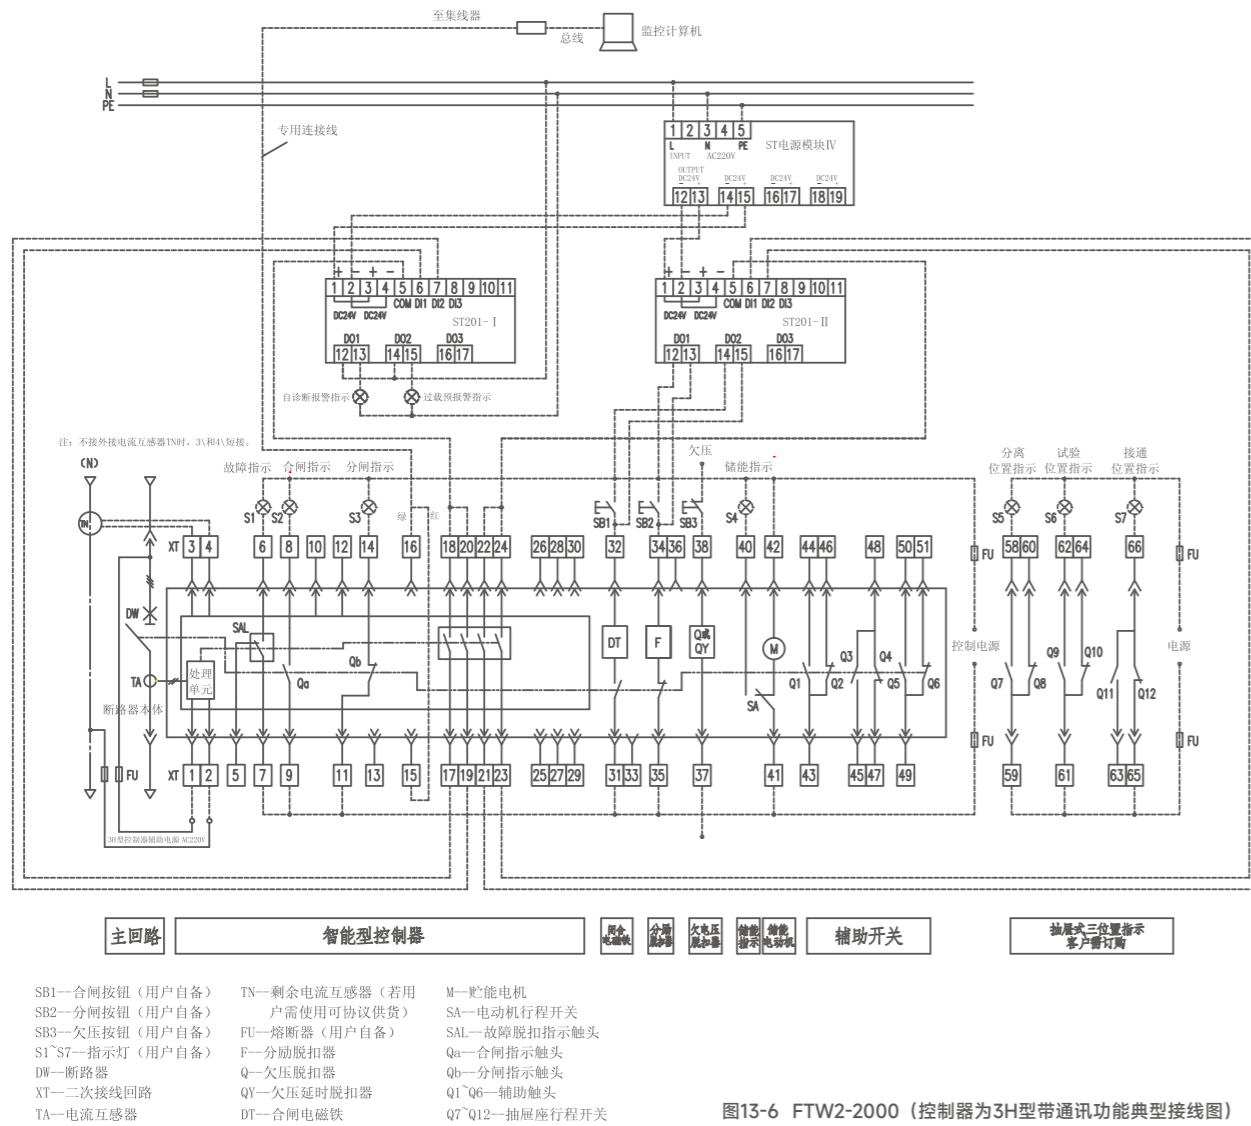 至集线器
总线
监控计算机
L
N
PE
专用连接线
1 2 3 4 5
L N PE
ST电源模块Ⅳ
INPUT AC220V
OUTPUT
DC24V DC24V DC24V DC24V
- + - + - + - +
12 13 14 15 16 17 18 19
+ - + -
1 2 3 4 5 6 7 8 9 10 11
COM DI1 DI2 DI3
DC24V DC24V
ST201-Ⅰ
DO1 DO2 DO3
12 13 14 15 16 17
自诊断报警指示
过载预报警指示
+ - + -
1 2 3 4 5 6 7 8 9 10 11
COM DI1 DI2 DI3
DC24V DC24V
ST201-Ⅱ
DO1 DO2 DO3
12 13 14 15 16 17
注：不接外接电流互感器TN时，3\和4\短接。
(N)
故障指示 合闸指示 分闸指示
欠压
储能指示
分离
位置指示
试验
位置指示
接通
位置指示
S1 S2 S3 绿 红 SB1 SB2 SB3 S4 S5 S6 S7
TN
XT 3 4 6 8 10 12 14 16 18 20 22 24 26 28 30 32 34 36 38 40 42 44 46 48 50 51 58 60 62 64 66
FU FU
DW
SAL
Qb
Qa
DT F Q或
QY
M
Q1 Q2 Q3 Q4 Q5 Q6
控制电源
Q7 Q8 Q9 Q10 Q11 Q12
电源
TA
处理
单元
断路器本体
SA
FU FU
FU
XT 1 2 5 7 9 11 13 15 17 19 21 23 25 27 29 31 33 35 37 41 43 45 47 49 59 61 63 65
3H型控制器辅助电源 AC220V
主回路
智能型控制器
闭合
电磁铁
分励
脱扣器
欠电压
脱扣器
储能
指示
储能
电动机
辅助开关
抽屉式三位置指示
客户需订购
SB1--合闸按钮（用户自备）
SB2--分闸按钮（用户自备）
SB3--欠压按钮（用户自备）
S1~S7--指示灯（用户自备）
DW--断路器
XT--二次接线回路
TA--电流互感器
TN--剩余电流互感器（若用
户需使用可协议供货）
FU--熔断器（用户自备）
F--分励脱扣器
Q--欠压脱扣器
QY--欠压延时脱扣器
DT--合闸电磁铁
M--贮能电机
SA--电动机行程开关
SAL--故障脱扣指示触头
Qa--合闸指示触头
Qb--分闸指示触头
Q1~Q6--辅助触头
Q7~Q12--抽屉座行程开关
图13-6 FTW2-2000（控制器为3H型带通讯功能典型接线图）